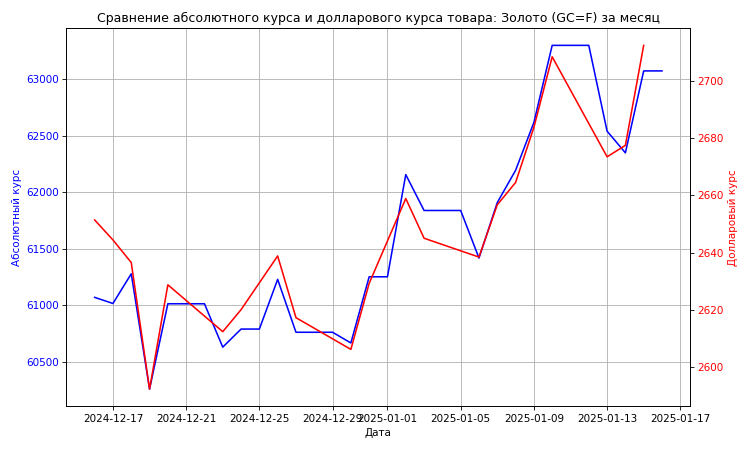 Сравнение абсолютного курса и долларового курса товара: Золото (GC=F) за месяц
63000
62500
62000
61500
61000
60500
Абсолютный курс
2700
2680
2660
2640
2620
2600
Долларовый курс
2024-12-17 2024-12-21 2024-12-25 2024-12-29 2025-01-01 2025-01-05 2025-01-09 2025-01-13 2025-01-17
Дата